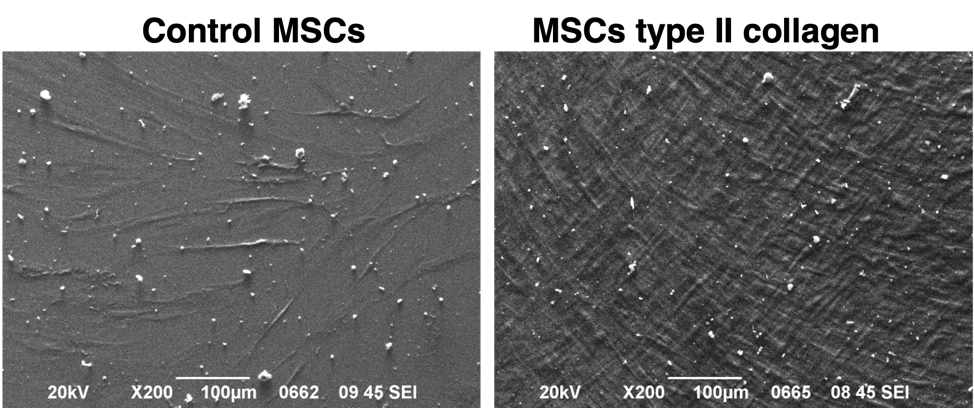 Control MSCs
MSCs type II collagen
20kV X200 100µm 0662 09 45 SEI
20kV X200 100µm 0665 08 45 SEI